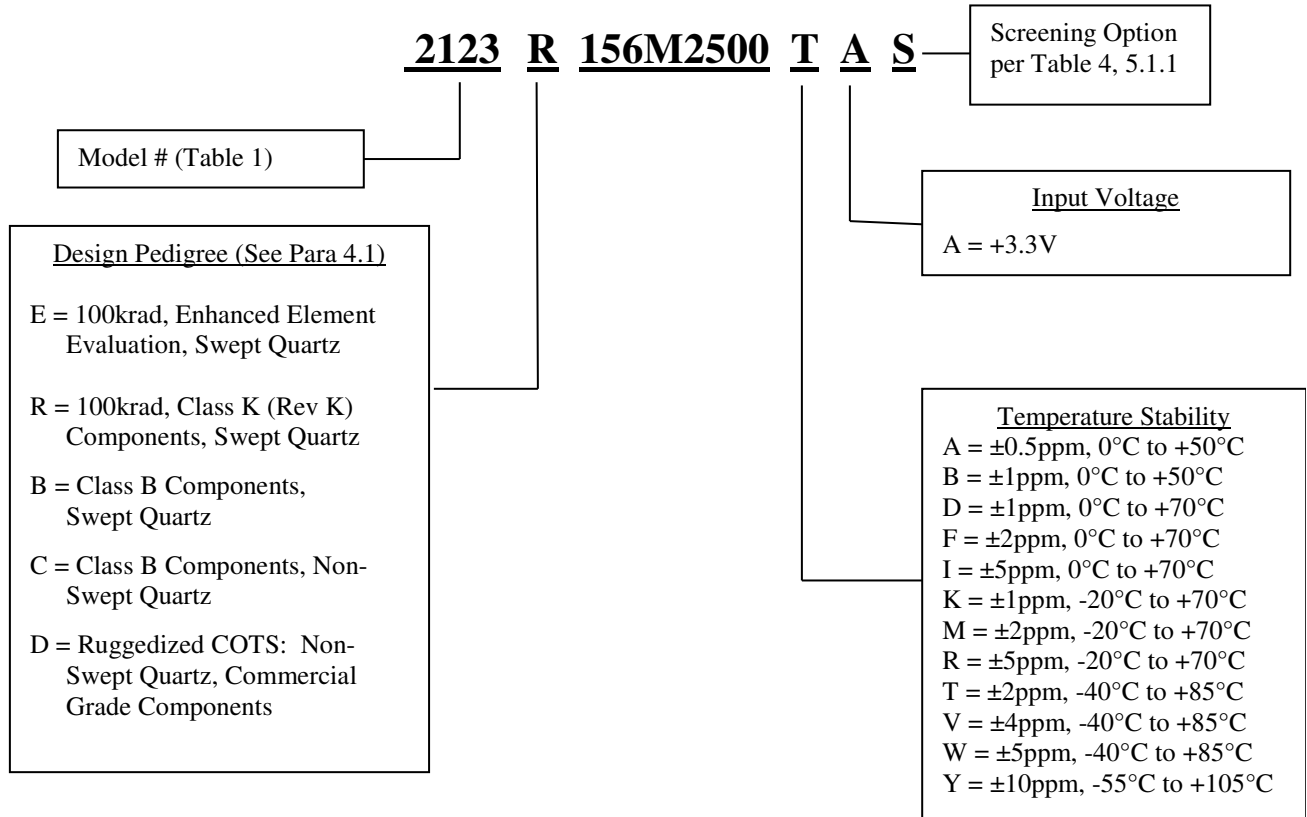 2123 R 156M2500 T A S
Screening Option
per Table 4, 5.1.1
Model # (Table 1)
Input Voltage
A = +3.3V
Design Pedigree (See Para 4.1)
E = 100krad, Enhanced Element
Evaluation, Swept Quartz
R = 100krad, Class K (Rev K)
Components, Swept Quartz
B = Class B Components,
Swept Quartz
C = Class B Components, Non-
Swept Quartz
D = Ruggedized COTS: Non-
Swept Quartz, Commercial
Grade Components
Temperature Stability
A = ±0.5ppm, 0°C to +50°C
B = ±1ppm, 0°C to +50°C
D = ±1ppm, 0°C to +70°C
F = ±2ppm, 0°C to +70°C
I = ±5ppm, 0°C to +70°C
K = ±1ppm, -20°C to +70°C
M = ±2ppm, -20°C to +70°C
R = ±5ppm, -20°C to +70°C
T = ±2ppm, -40°C to +85°C
V = ±4ppm, -40°C to +85°C
W = ±5ppm, -40°C to +85°C
Y = ±10ppm, -55°C to +105°C